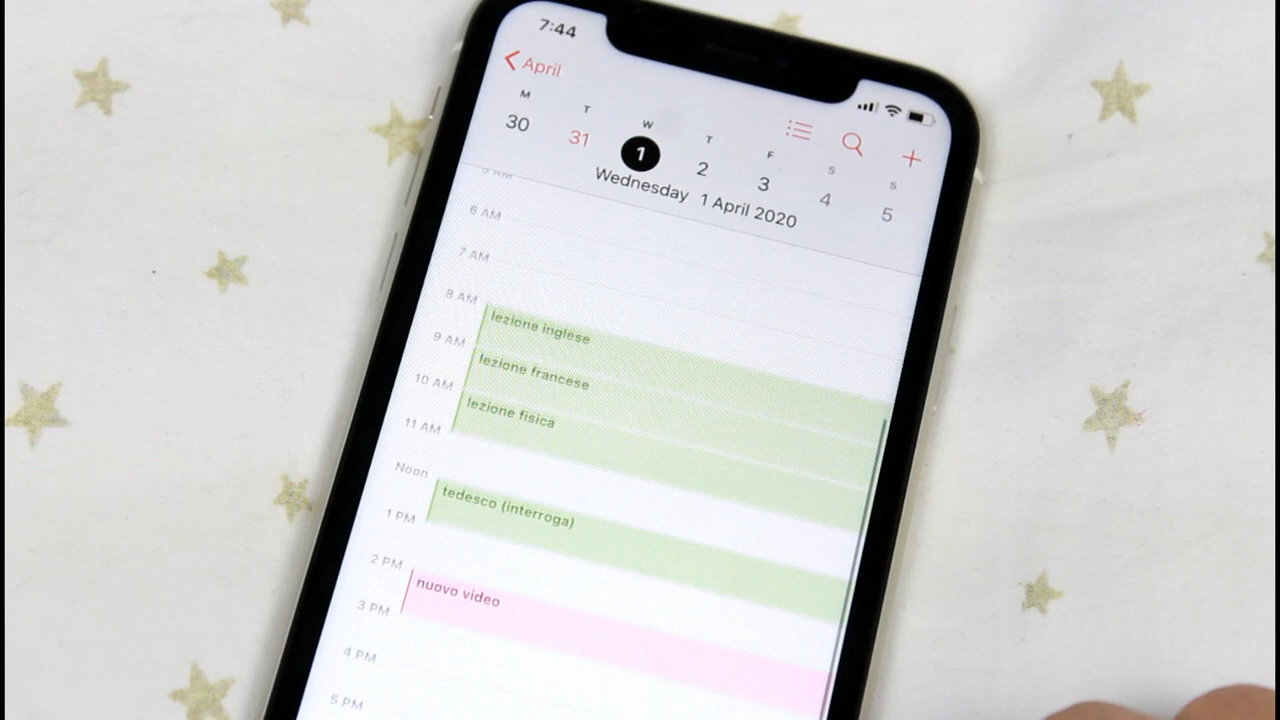 7:44
April
M T W T F S S
30 31 1 2 3 4 5
Wednesday 1 April 2020
6 AM
7 AM
8 AM
lezione inglese
9 AM
lezione francese
10 AM
lezione fisica
11 AM
Noon
tedesco (interroga)
1 PM
2 PM
nuovo video
3 PM
4 PM
5 PM